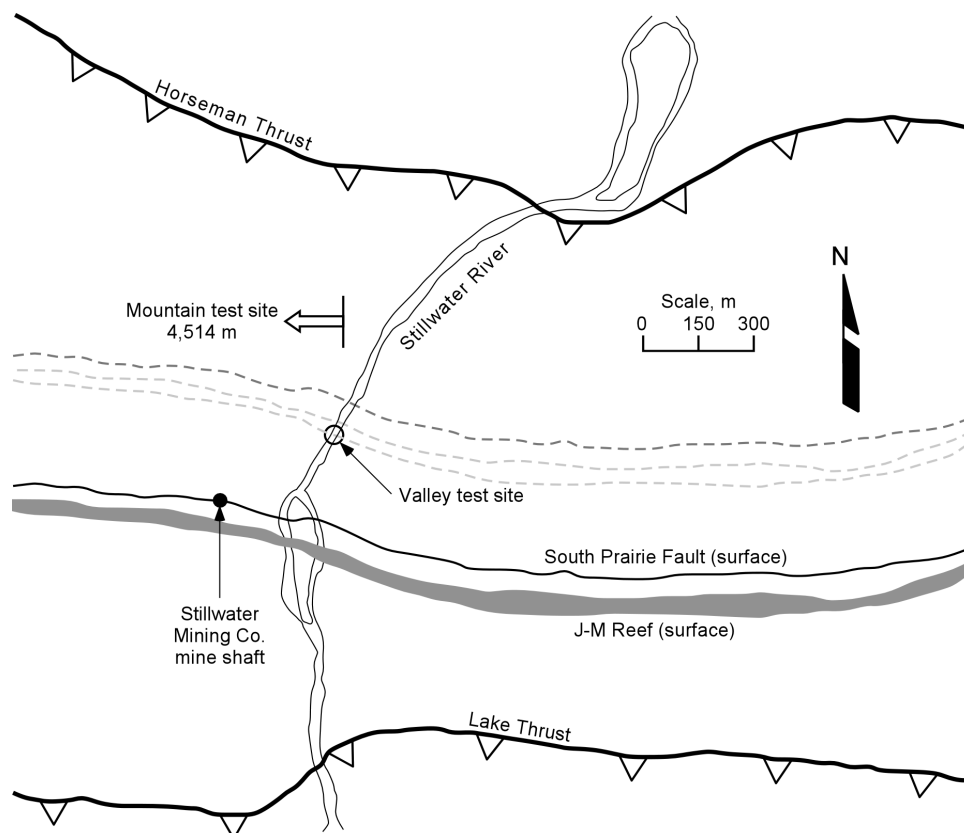 Horseman Thrust
Stillwater River
N
Mountain test site
4,514 m
Scale, m
0 150 300
Valley test site
South Prairie Fault (surface)
Stillwater
Mining Co.
mine shaft
J-M Reef (surface)
Lake Thrust